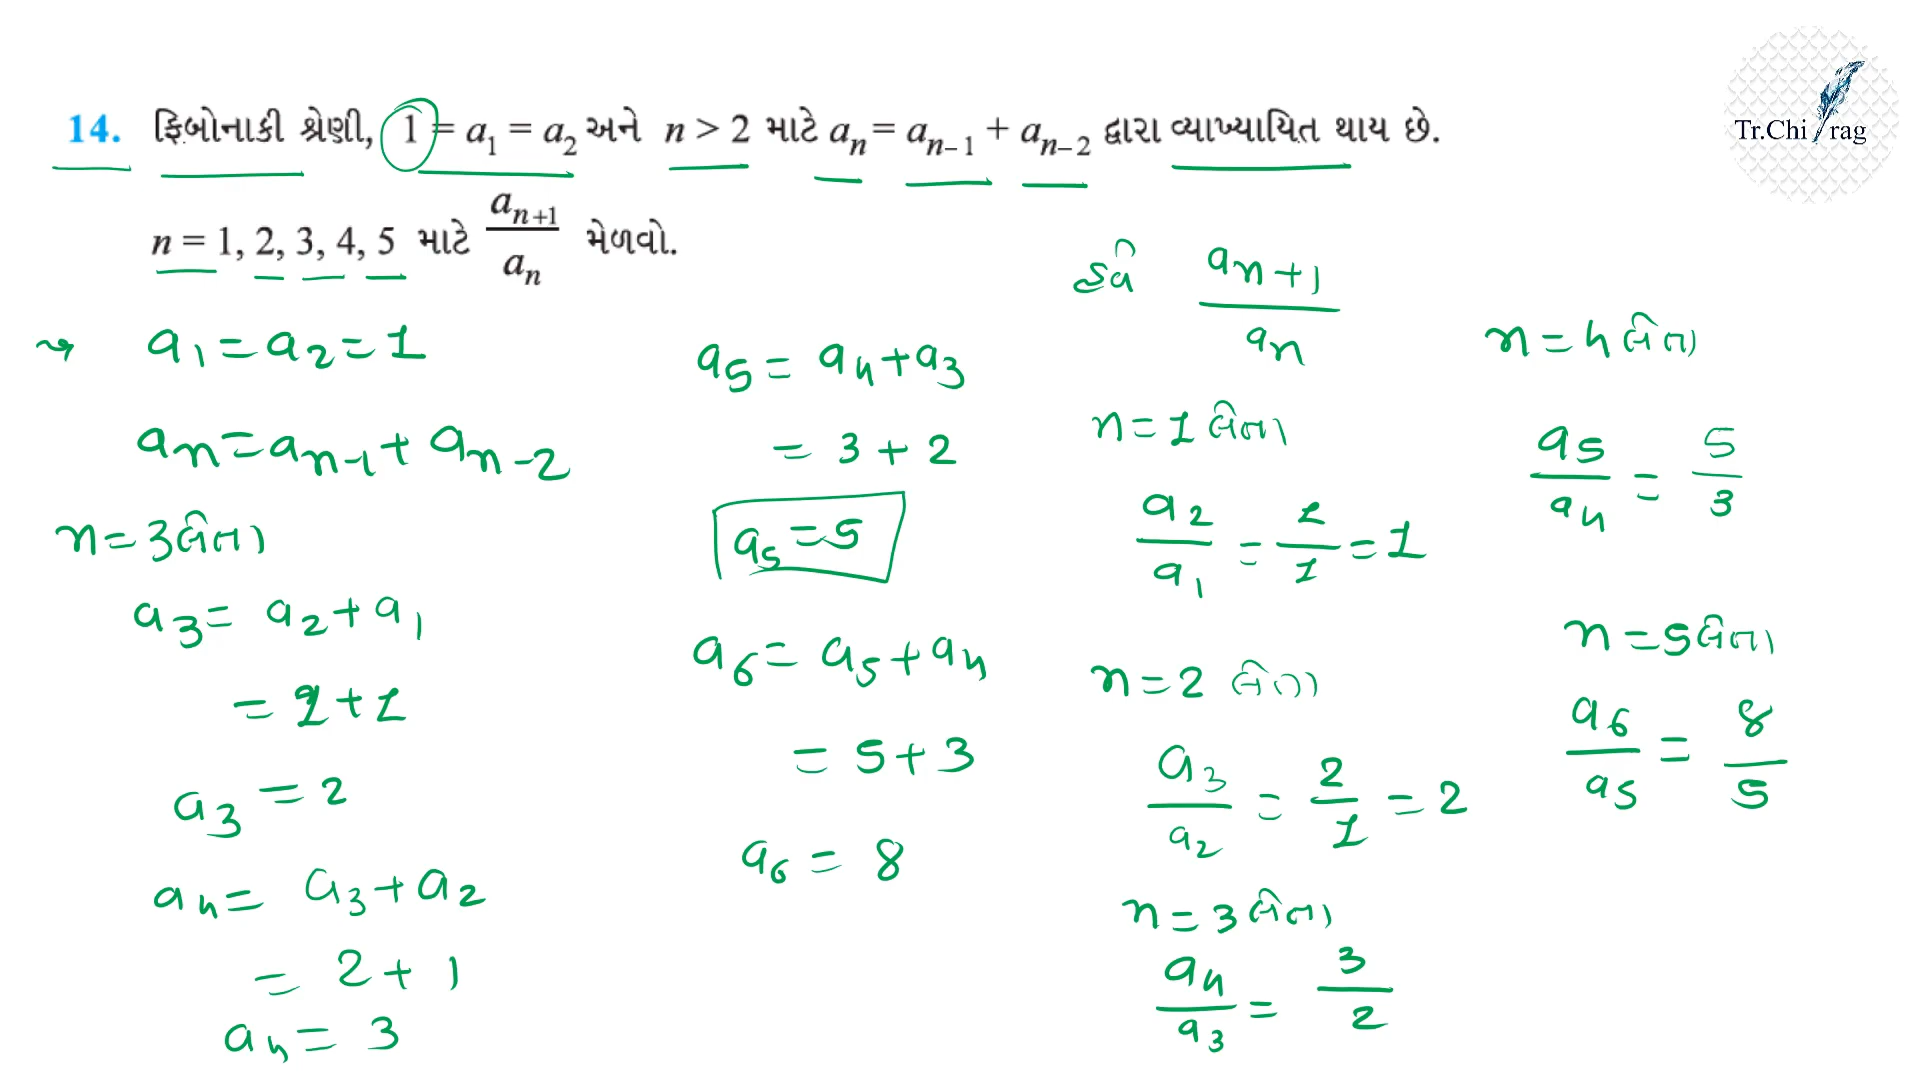 14. ફિબોનાકી શ્રેણી, 1 = a₁ = a₂ અને n > 2 માટે aₙ = aₙ₋₁ + aₙ₋₂ દ્વારા વ્યાખ્યાયિત થાય છે.
n = 1, 2, 3, 4, 5 માટે aₙ₊₁/aₙ મેળવો.
Tr.Chi rag
a₁ = a₂ = 1
aₙ = aₙ₋₁ + aₙ₋₂
n = 3 લેતા
a₃ = a₂ + a₁
= 1 + 1
a₃ = 2
a₄ = a₃ + a₂
= 2 + 1
a₄ = 3
a₅ = a₄ + a₃
= 3 + 2
a₅ = 5
a₆ = a₅ + a₄
= 5 + 3
a₆ = 8
હવે aₙ₊₁/aₙ
n = 1 લેતા
a₂/a₁ = 1/1 = 1
n = 2 લેતા
a₃/a₂ = 2/1 = 2
n = 3 લેતા
a₄/a₃ = 3/2
n = 4 લેતા
a₅/a₄ = 5/3
n = 5 લેતા
a₆/a₅ = 8/5